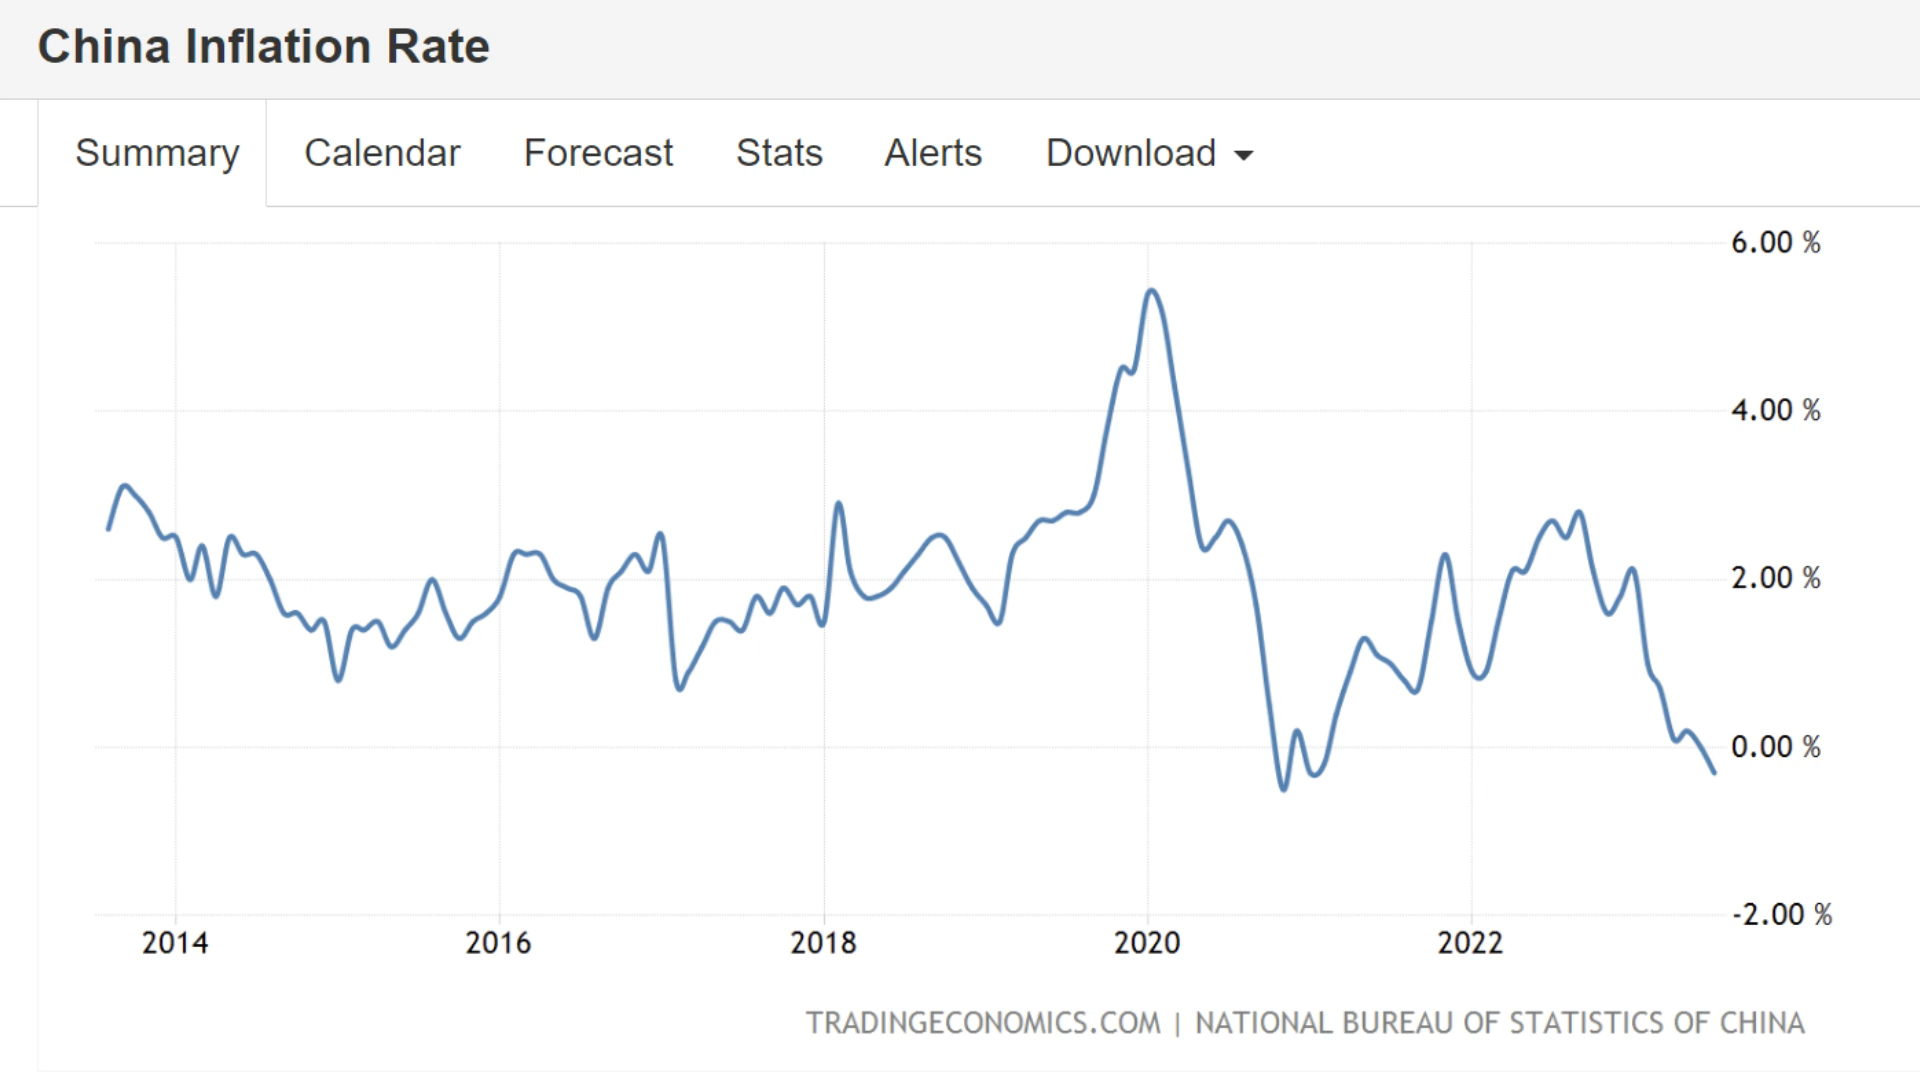 China Inflation Rate
Summary Calendar Forecast Stats Alerts Download
6.00 %
4.00 %
2.00 %
0.00 %
-2.00 %
2014 2016 2018 2020 2022
TRADINGECONOMICS.COM | NATIONAL BUREAU OF STATISTICS OF CHINA